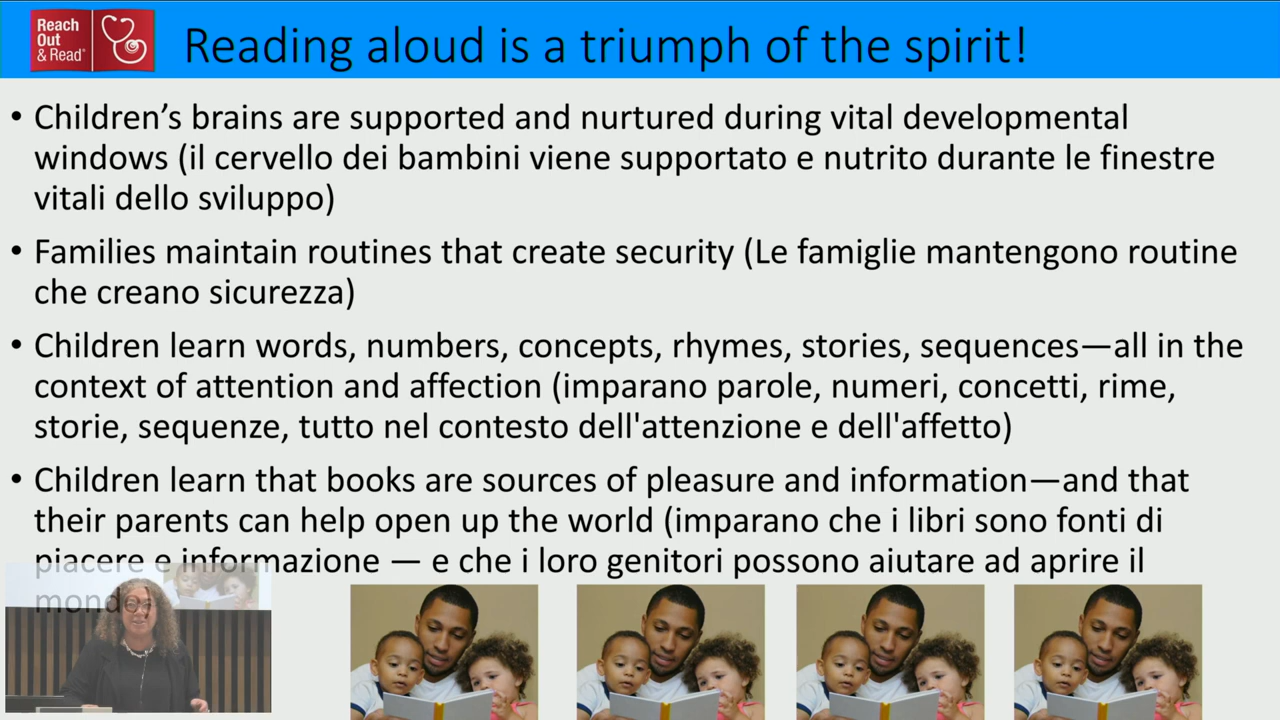 Reach
Out
& Read®
Reading aloud is a triumph of the spirit!
• Children’s brains are supported and nurtured during vital developmental
windows (il cervello dei bambini viene supportato e nutrito durante le finestre
vitali dello sviluppo)
• Families maintain routines that create security (Le famiglie mantengono routine
che creano sicurezza)
• Children learn words, numbers, concepts, rhymes, stories, sequences—all in the
context of attention and affection (imparano parole, numeri, concetti, rime,
storie, sequenze, tutto nel contesto dell'attenzione e dell'affetto)
• Children learn that books are sources of pleasure and information—and that
their parents can help open up the world (imparano che i libri sono fonti di
piacere e informazione — e che i loro genitori possono aiutare ad aprire il
mondo)